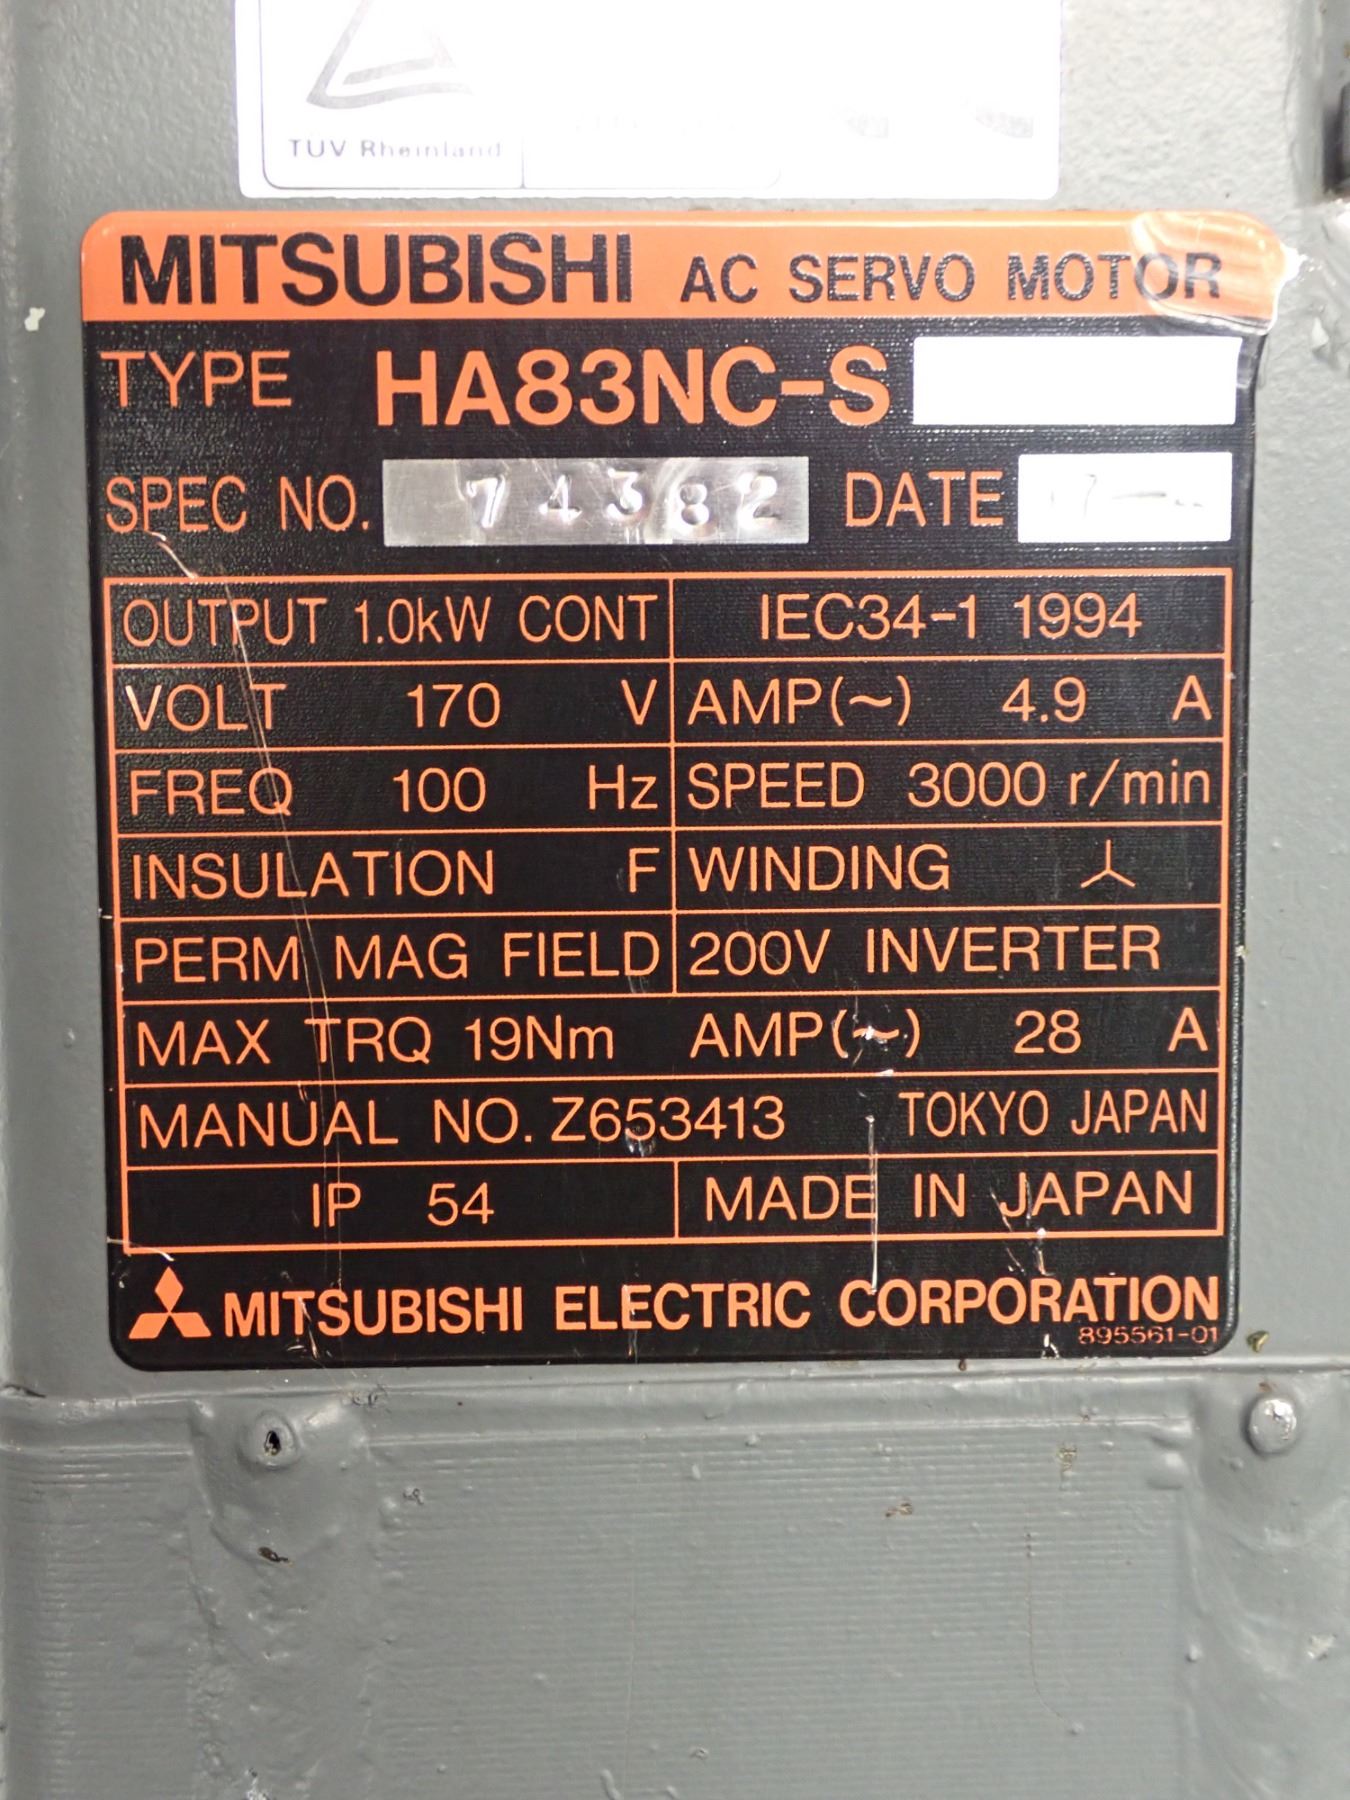 TÜV Rheinland
MITSUBISHI AC SERVO MOTOR
TYPE HA83NC-S
SPEC NO. 74382 DATE
OUTPUT 1.0kW CONT IEC34-1 1994
VOLT 170 V AMP(~) 4.9 A
FREQ 100 Hz SPEED 3000 r/min
INSULATION F WINDING
PERM MAG FIELD 200V INVERTER
MAX TRQ 19Nm AMP(~) 28 A
MANUAL NO. Z653413 TOKYO JAPAN
IP 54 MADE IN JAPAN
MITSUBISHI ELECTRIC CORPORATION
895561-01